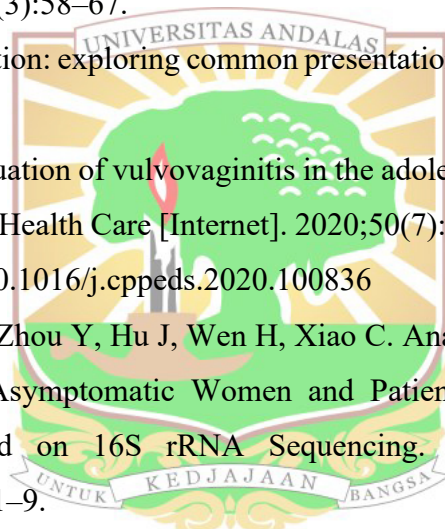 (3):58–67.
UNIVERSITAS ANDALAS
tion: exploring common presentatio
uation of vulvovaginitis in the adole
Health Care [Internet]. 2020;50(7):
0.1016/j.cppeds.2020.100836
Zhou Y, Hu J, Wen H, Xiao C. Ana
Asymptomatic Women and Patien
d on 16S rRNA Sequencing.
UNTUK KEDJAJAAN BANGSA
1–9.